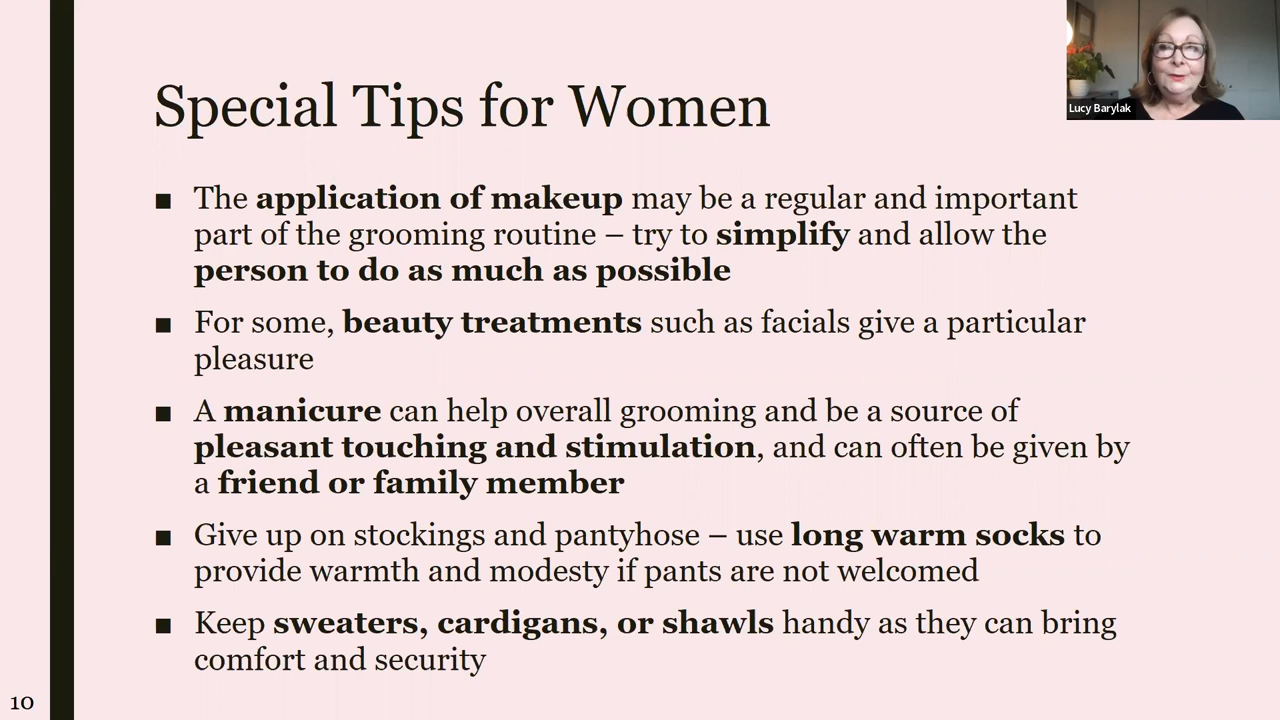 Special Tips for Women
Lucy Barylak
▪ The application of makeup may be a regular and important
part of the grooming routine – try to simplify and allow the
person to do as much as possible
▪ For some, beauty treatments such as facials give a particular
pleasure
▪ A manicure can help overall grooming and be a source of
pleasant touching and stimulation, and can often be given by
a friend or family member
▪ Give up on stockings and pantyhose – use long warm socks to
provide warmth and modesty if pants are not welcomed
▪ Keep sweaters, cardigans, or shawls handy as they can bring
comfort and security
10